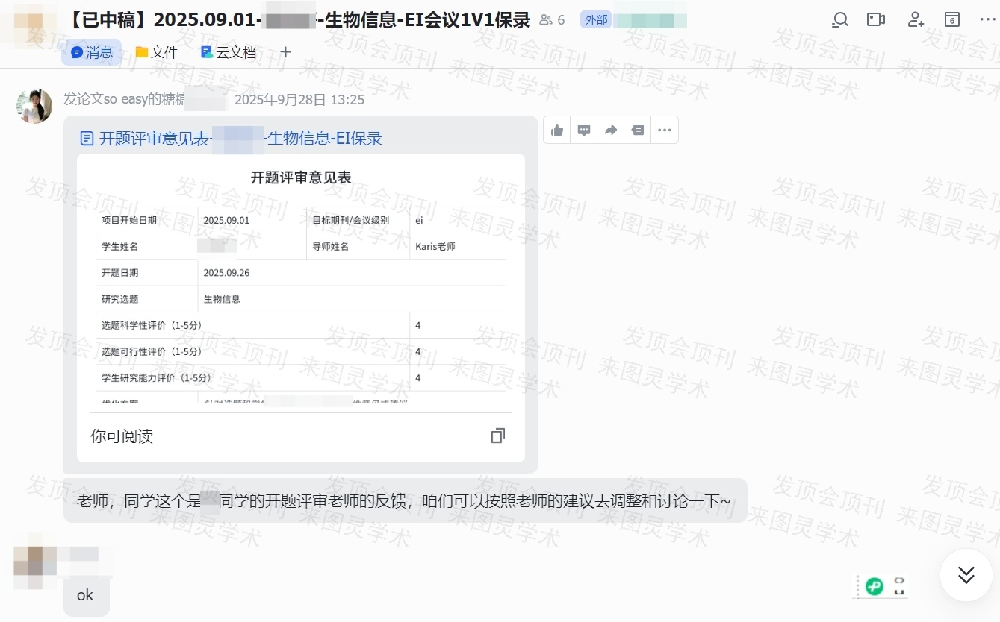 【已中稿】2025.09.01- -生物信息-EI会议1V1保录 6 外部
消息 文件 云文档
发论文so easy的糖糖 2025年9月28日 13:25
开题评审意见表- -生物信息-EI保录
开题评审意见表
项目开始日期 2025.09.01 目标期刊/会议级别 ei
学生姓名 导师姓名 Karis老师
开题日期 2025.09.26
研究选题 生物信息
选题科学性评价（1-5分） 4
选题可行性评价（1-5分） 4
学生研究能力评价（1-5分） 4
优化方案
你可阅读
老师，同学这个是 同学的开题评审老师的反馈，咱们可以按照老师的建议去调整和讨论一下~
ok
发顶会顶刊
来图灵学术